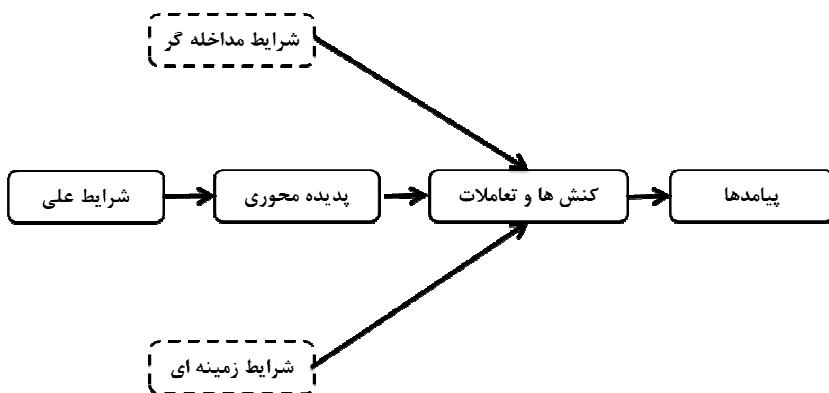 شرایط مداخله گر
شرایط علی
پدیده محوری
کنش ها و تعاملات
پیامدها
شرایط زمینه ای